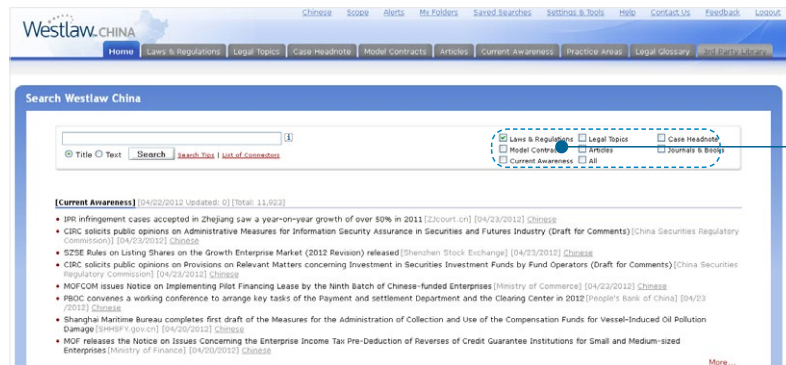 Chinese Scope Alerts My Folders Saved Searches Settings & Tools Help Contact Us Feedback Logout
Westlaw CHINA
Home Laws & Regulations Legal Topics Case Headnote Model Contracts Articles Current Awareness Practice Areas Legal Glossary 3rd Party Library
Search Westlaw China
Laws & Regulations Legal Topics Case Headnote
Title Text Search Search Tips | List of Connectors
Model Contracts Articles Journals & Books
Current Awareness All
[Current Awareness] [04/22/2012 Updated: 0] [Total: 11,923]
• IPR infringement cases accepted in Zhejiang saw a year-on-year growth of over 50% in 2011 [ZJcourt.cn] [04/23/2012] Chinese
• CIRC solicits public opinions on Administrative Measures for Information Security Assurance in Securities and Futures Industry (Draft for Comments) [China Securities Regulatory
Commission)] [04/23/2012] Chinese
• SZSE Rules on Listing Shares on the Growth Enterprise Market (2012 Revision) released [Shenzhen Stock Exchange] [04/23/2012] Chinese
• CIRC solicits public opinions on Provisions on Relevant Matters concerning Investment in Securities Investment Funds by Fund Operators (Draft for Comments) [China Securities
Regulatory Commission] [04/23/2012] Chinese
• MOFCOM issues Notice on Implementing Pilot Financing Lease by the Ninth Batch of Chinese-funded Enterprises [Ministry of Commerce] [04/23/2012] Chinese
• PBOC convenes a working conference to arrange key tasks of the Payment and settlement Department and the Clearing Center in 2012 [People's Bank of China] [04/23
/2012] Chinese
• Shanghai Maritime Bureau completes first draft of the Measures for the Administration of Collection and Use of the Compensation Funds for Vessel-Induced Oil Pollution
Damage [SHHSFY.gov.cn] [04/20/2012] Chinese
• MOF releases the Notice on Issues Concerning the Enterprise Income Tax Pre-Deduction of Reverses of Credit Guarantee Institutions for Small and Medium-sized
Enterprises [Ministry of Finance] [04/20/2012] Chinese
More...